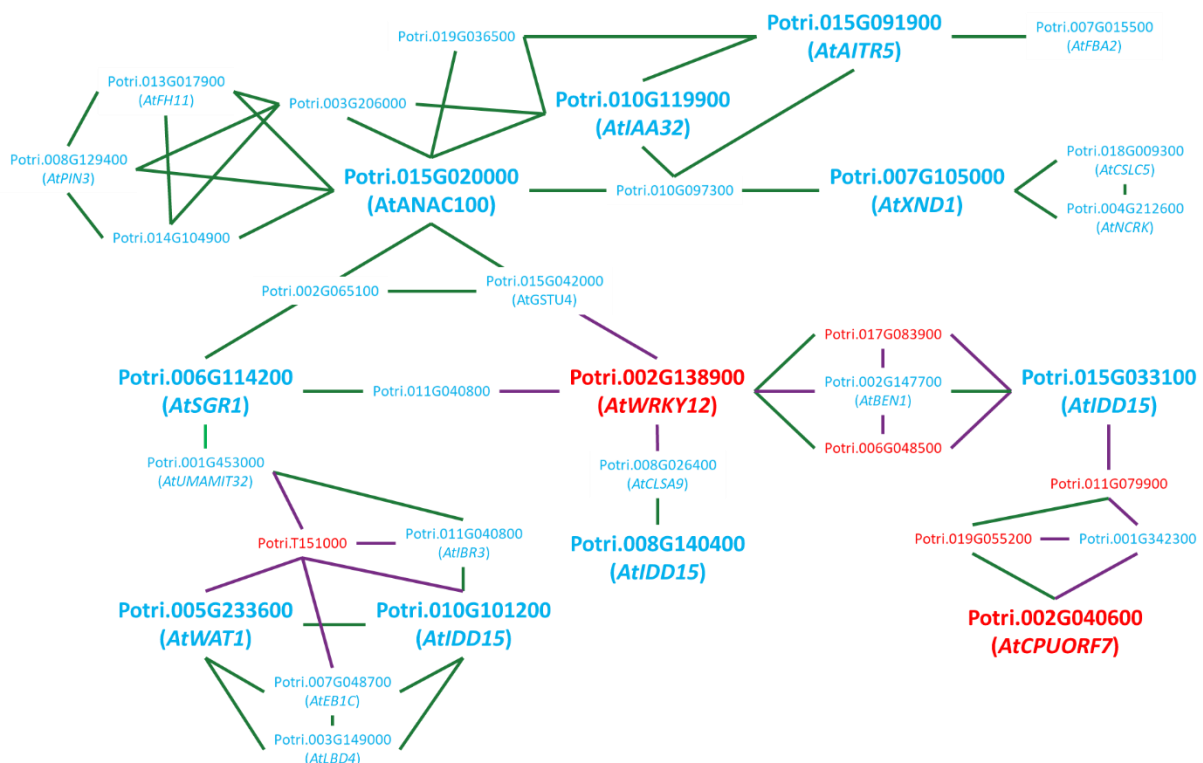 Potri.019G036500
Potri.015G091900
(AtAITR5)
Potri.007G015500
(AtFBA2)
Potri.013G017900
(AtFH11)
Potri.003G206000
Potri.010G119900
(AtIAA32)
Potri.008G129400
(AtPIN3)
Potri.015G020000
(AtANAC100)
Potri.010G097300
Potri.007G105000
(AtXND1)
Potri.018G009300
(AtCSLC5)
Potri.004G212600
(AtNCRK)
Potri.014G104900
Potri.002G065100
Potri.015G042000
(AtGSTU4)
Potri.006G114200
(AtSGR1)
Potri.011G040800
Potri.002G138900
(AtWRKY12)
Potri.017G083900
Potri.002G147700
(AtBEN1)
Potri.006G048500
Potri.015G033100
(AtIDD15)
Potri.001G453000
(AtUMAMIT32)
Potri.008G026400
(AtCLSA9)
Potri.011G079900
Potri.T151000
Potri.011G040800
(AtIBR3)
Potri.008G140400
(AtIDD15)
Potri.019G055200
Potri.001G342300
Potri.005G233600
(AtWAT1)
Potri.010G101200
(AtIDD15)
Potri.002G040600
(AtCPUORF7)
Potri.007G048700
(AtEB1C)
Potri.003G149000
(AtLBD4)